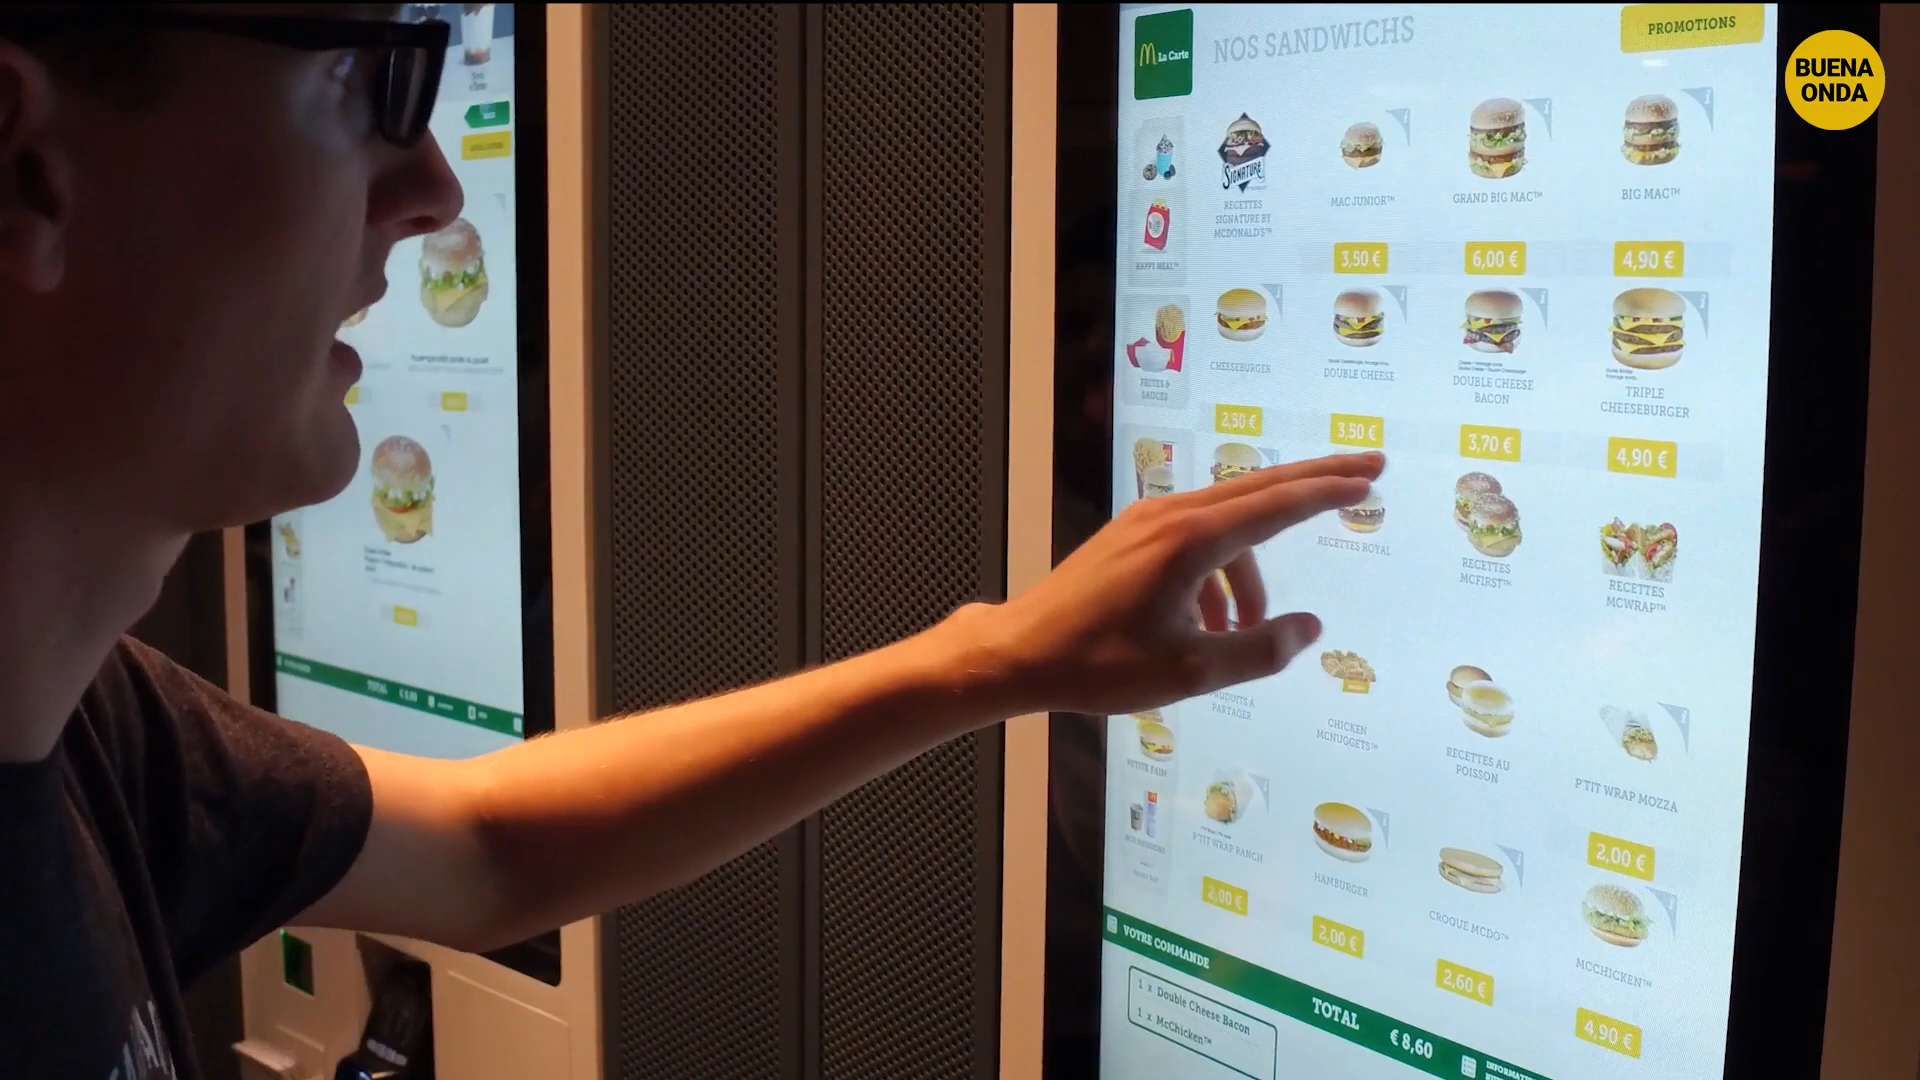 BUENA
ONDA
La Carte
NOS SANDWICHS
PROMOTIONS
SIGNATURE
RECETTES
SIGNATURE BY
MCDONALD'S™
MAC JUNIOR™
GRAND BIG MAC™
BIG MAC™
HAPPY MEAL™
3,50 €
6,00 €
4,90 €
CHEESEBURGER
DOUBLE CHEESE
DOUBLE CHEESE
BACON
TRIPLE
CHEESEBURGER
FRITES &
SAUCES
2,50 €
3,50 €
3,70 €
4,90 €
RECETTES ROYAL
RECETTES
MCFIRST™
RECETTES
MCWRAP™
PRODUITS À
PARTAGER
CHICKEN
MCNUGGETS™
RECETTES AU
POISSON
P'TIT WRAP MOZZA
PETITE FAIM
P'TIT WRAP RANCH
HAMBURGER
CROQUE MCDO™
MCCHICKEN™
2,00 €
2,00 €
2,00 €
2,60 €
4,90 €
VOTRE COMMANDE
1 x Double Cheese Bacon
1 x McChicken™
TOTAL
€ 8,60
TOTAL